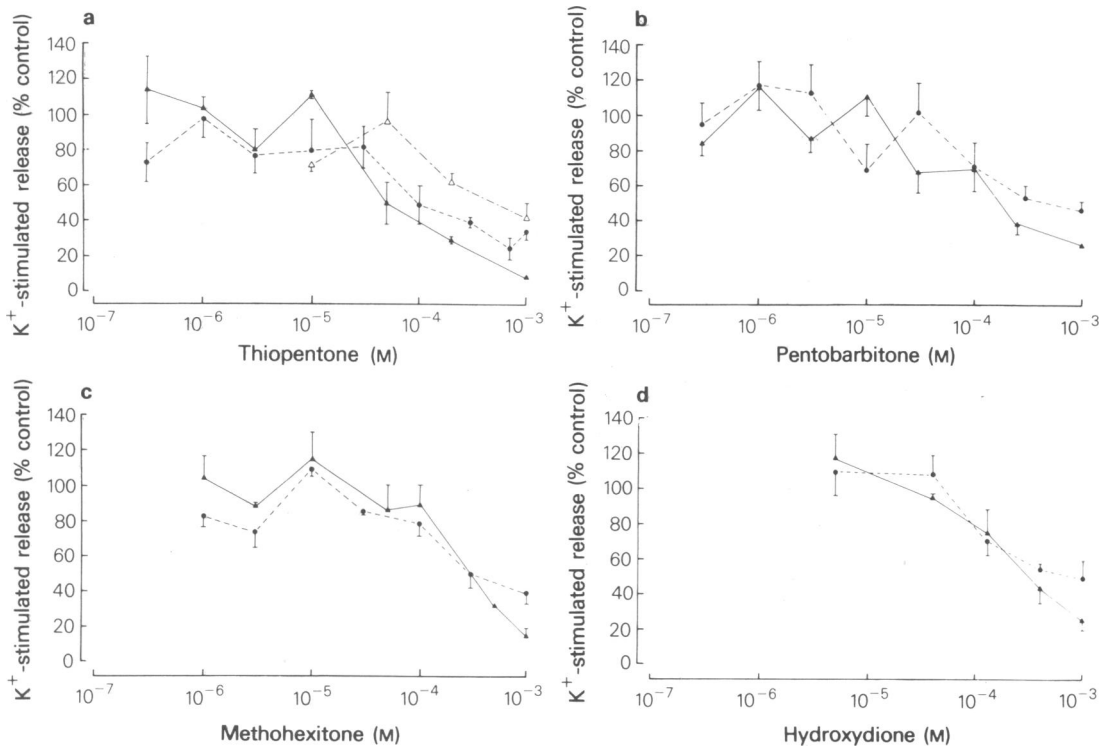 a
K⁺-stimulated release (% control)
140
120
100
80
60
40
20
0
10⁻⁷ 10⁻⁶ 10⁻⁵ 10⁻⁴ 10⁻³
Thiopentone (M)
b
K⁺-stimulated release (% control)
140
120
100
80
60
40
20
0
10⁻⁷ 10⁻⁶ 10⁻⁵ 10⁻⁴ 10⁻³
Pentobarbitone (M)
c
K⁺-stimulated release (% control)
140
120
100
80
60
40
20
0
10⁻⁷ 10⁻⁶ 10⁻⁵ 10⁻⁴ 10⁻³
Methohexitone (M)
d
K⁺-stimulated release (% control)
140
120
100
80
60
40
20
0
10⁻⁷ 10⁻⁶ 10⁻⁵ 10⁻⁴ 10⁻³
Hydroxydione (M)